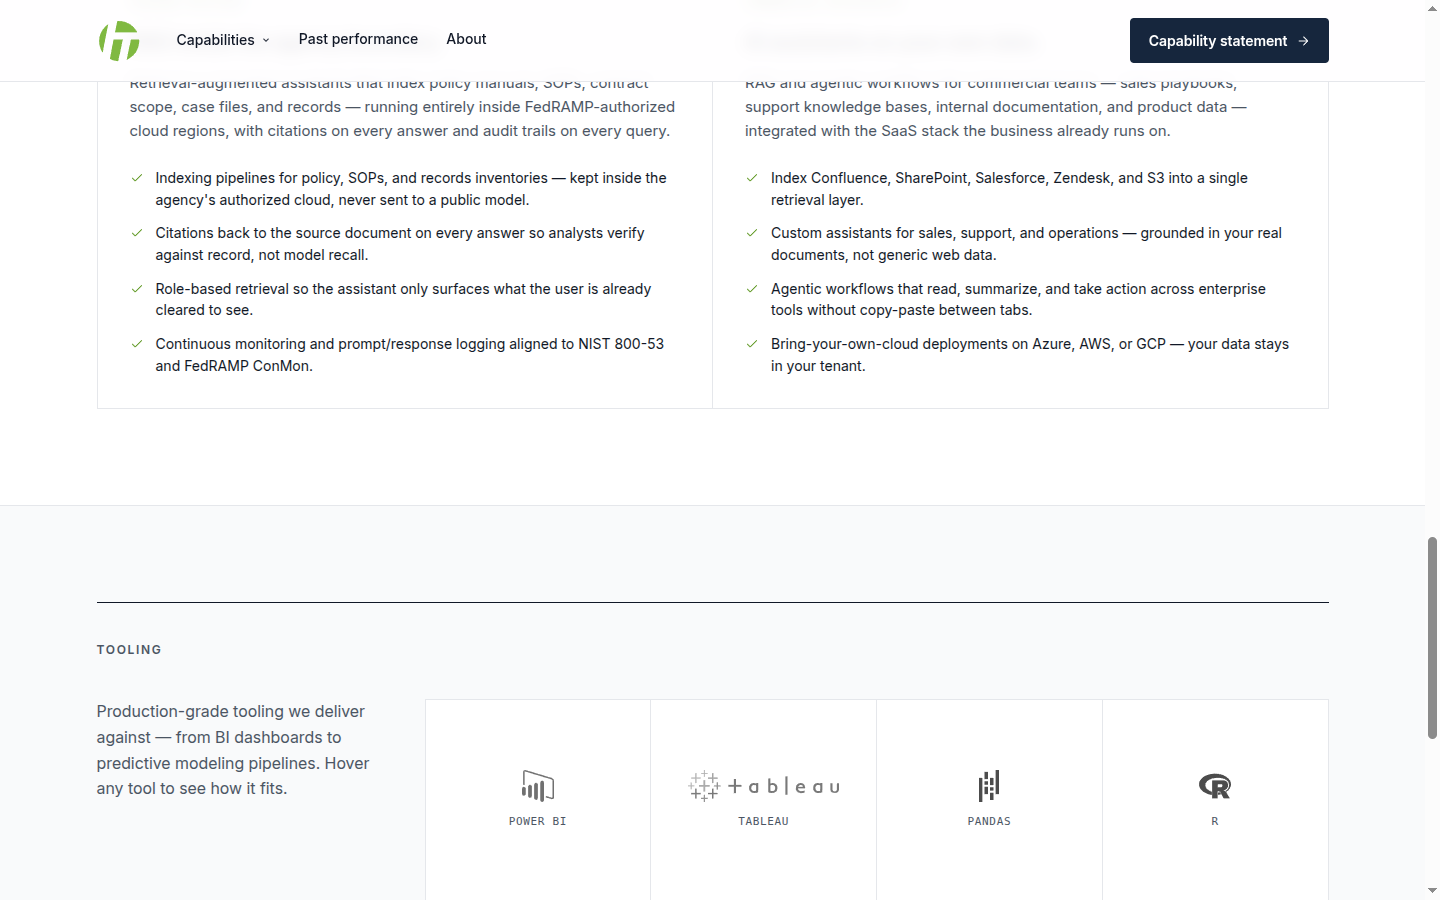 Capabilities
Past performance
About
Capability statement
Retrieval-augmented assistants that index policy manuals, SOPs, contract
scope, case files, and records — running entirely inside FedRAMP-authorized
cloud regions, with citations on every answer and audit trails on every query.
Indexing pipelines for policy, SOPs, and records inventories — kept inside the
agency's authorized cloud, never sent to a public model.
Citations back to the source document on every answer so analysts verify
against record, not model recall.
Role-based retrieval so the assistant only surfaces what the user is already
cleared to see.
Continuous monitoring and prompt/response logging aligned to NIST 800-53
and FedRAMP ConMon.
RAG and agentic workflows for commercial teams — sales playbooks,
support knowledge bases, internal documentation, and product data —
integrated with the SaaS stack the business already runs on.
Index Confluence, SharePoint, Salesforce, Zendesk, and S3 into a single
retrieval layer.
Custom assistants for sales, support, and operations — grounded in your real
documents, not generic web data.
Agentic workflows that read, summarize, and take action across enterprise
tools without copy-paste between tabs.
Bring-your-own-cloud deployments on Azure, AWS, or GCP — your data stays
in your tenant.
TOOLING
Production-grade tooling we deliver
against — from BI dashboards to
predictive modeling pipelines. Hover
any tool to see how it fits.
POWER BI
+ableau
TABLEAU
PANDAS
R
R